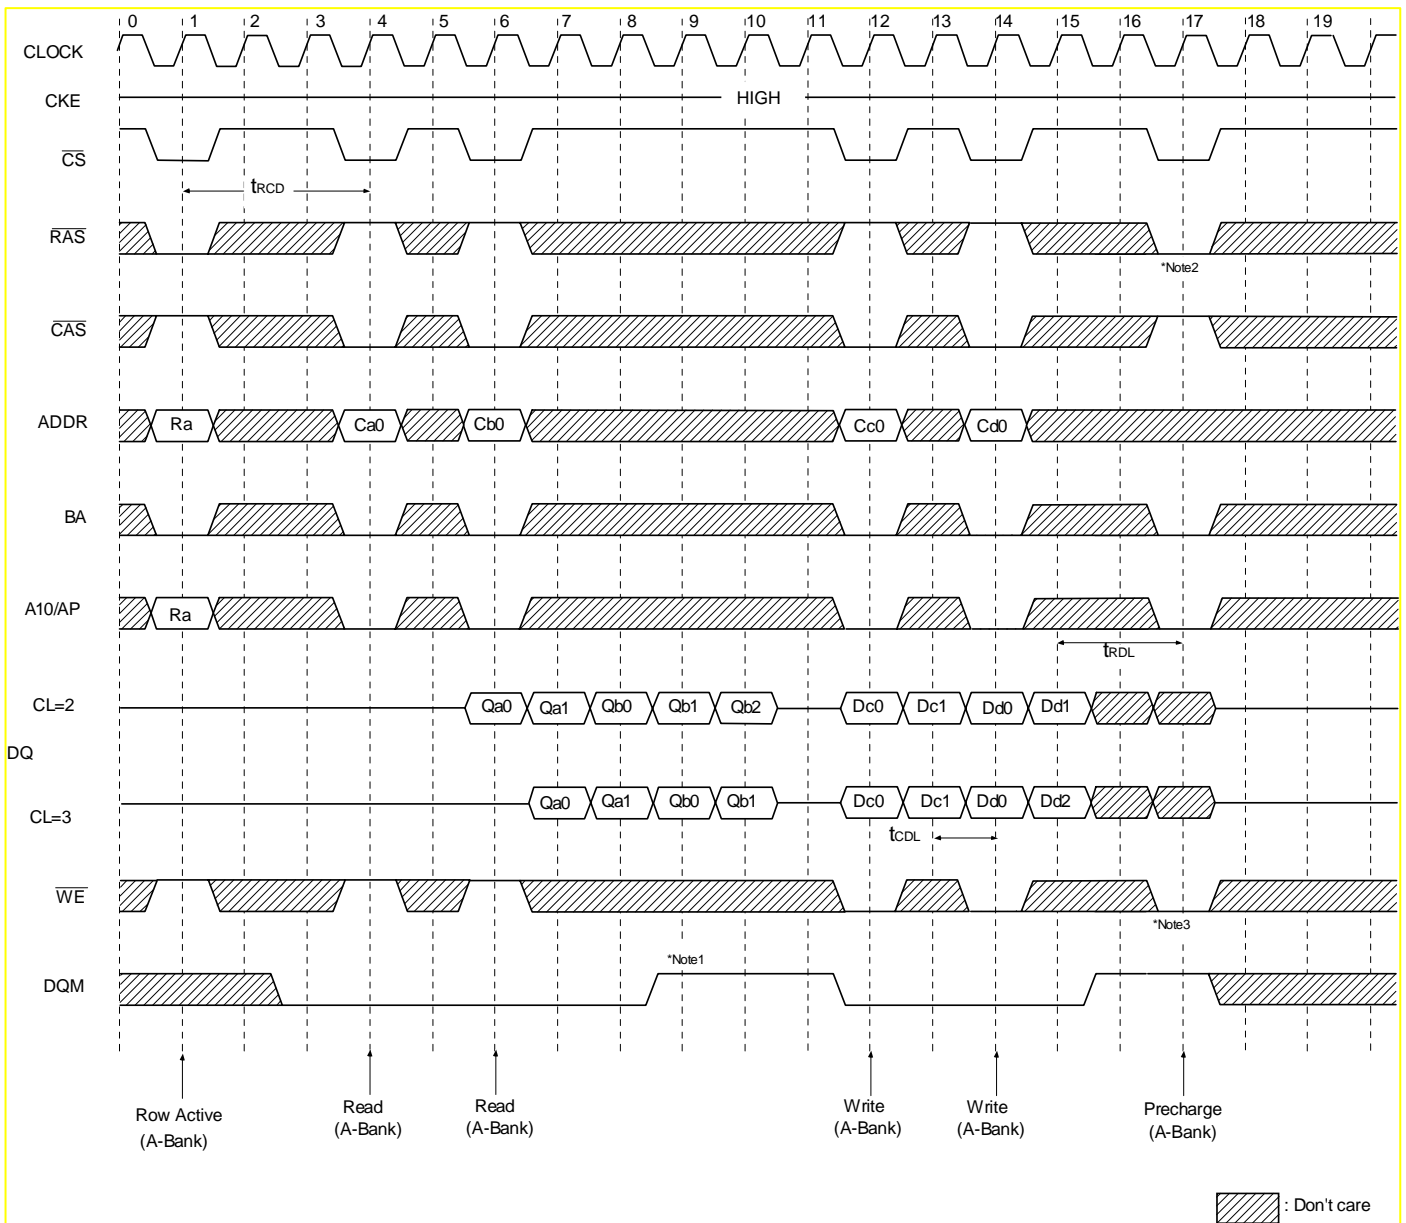 0 1 2 3 4 5 6 7 8 9 10 11 12 13 14 15 16 17 18 19
CLOCK
CKE HIGH
CS
tRCD
RAS
*Note2
CAS
ADDR Ra Ca0 Cb0 Cc0 Cd0
BA
A10/AP Ra
tRDL
CL=2 Qa0 Qa1 Qb0 Qb1 Qb2 Dc0 Dc1 Dd0 Dd1
DQ
CL=3 Qa0 Qa1 Qb0 Qb1 Dc0 Dc1 Dd0 Dd2
tCDL
WE
*Note3
*Note1
DQM
Row Active
(A-Bank)
Read
(A-Bank)
Read
(A-Bank)
Write
(A-Bank)
Write
(A-Bank)
Precharge
(A-Bank)
: Don't care